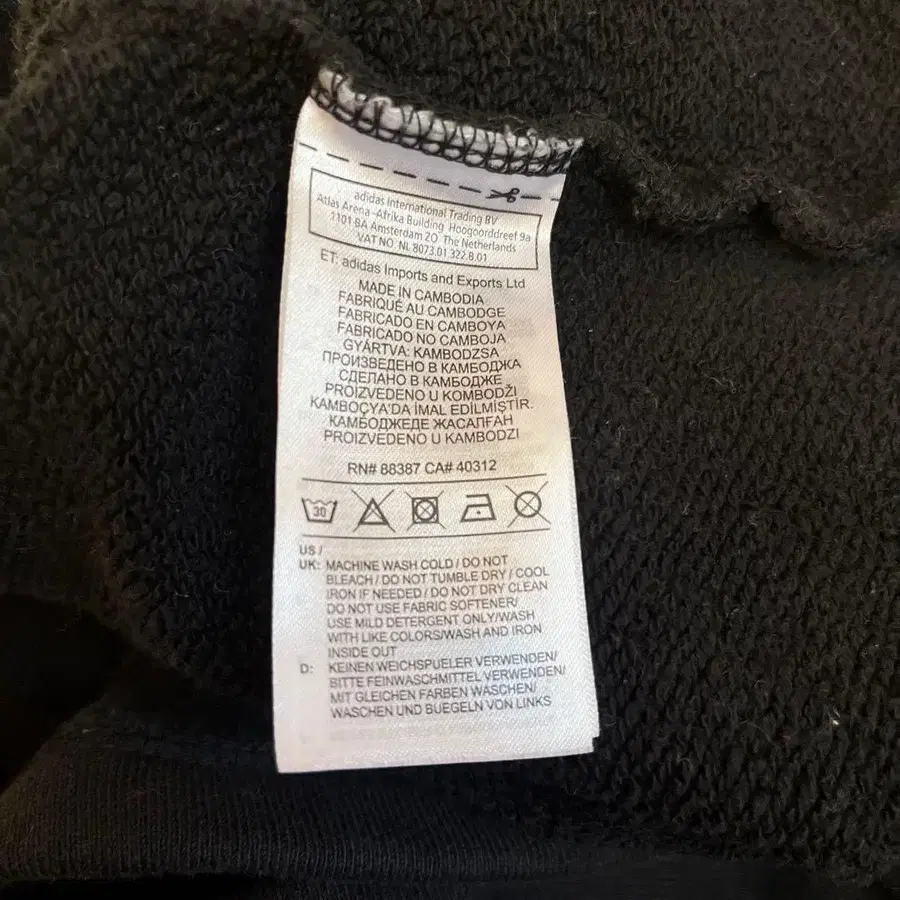 adidas International Trading BV
Atlas Arena -Afrika Building Hoogoorddreef 9a
1101 BA Amsterdam ZO The Netherlands
VAT NO. NL 8073.01.322.B.01
ET: adidas Imports and Exports Ltd
MADE IN CAMBODIA
FABRIQUÉ AU CAMBODGE
FABRICADO EN CAMBOYA
FABRICADO NO CAMBOJA
GYÁRTVA: KAMBODZSA
ПРОИЗВЕДЕНО В КАМБОДЖА
СДЕЛАНО В КАМБОДЖЕ
PROIZVEDENO U KOMBODŽI
KAMBOÇYA'DA İMAL EDİLMİŞTİR.
КАМБОДЖЕДЕ ЖАСАЛҒАН
PROIZVEDENO U KAMBODZI
RN# 88387 CA# 40312
30
US /
UK: MACHINE WASH COLD / DO NOT
BLEACH / DO NOT TUMBLE DRY / COOL
IRON IF NEEDED / DO NOT DRY CLEAN
DO NOT USE FABRIC SOFTENER/
USE MILD DETERGENT ONLY/WASH
WITH LIKE COLORS/WASH AND IRON
INSIDE OUT
D: KEINEN WEICHSPUELER VERWENDEN/
BITTE FEINWASCHMITTEL VERWENDEN/
MIT GLEICHEN FARBEN WASCHEN/
WASCHEN UND BUEGELN VON LINKS